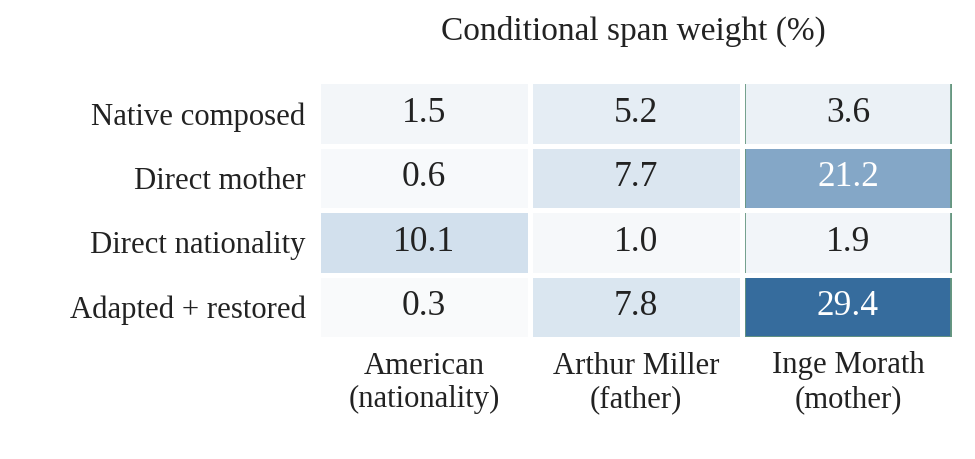 Conditional span weight (%)
Native composed 1.5 5.2 3.6
Direct mother 0.6 7.7 21.2
Direct nationality 10.1 1.0 1.9
Adapted + restored 0.3 7.8 29.4
American Arthur Miller Inge Morath
(nationality) (father) (mother)